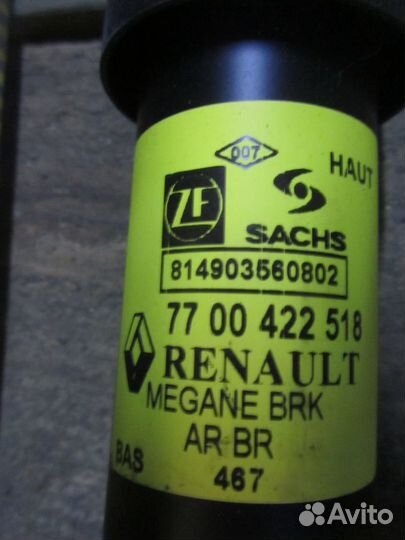 007
HAUT
ZF
SACHS
814903560802
77 00 422 518
RENAULT
MEGANE BRK
AR BR
BAS
467
Avito